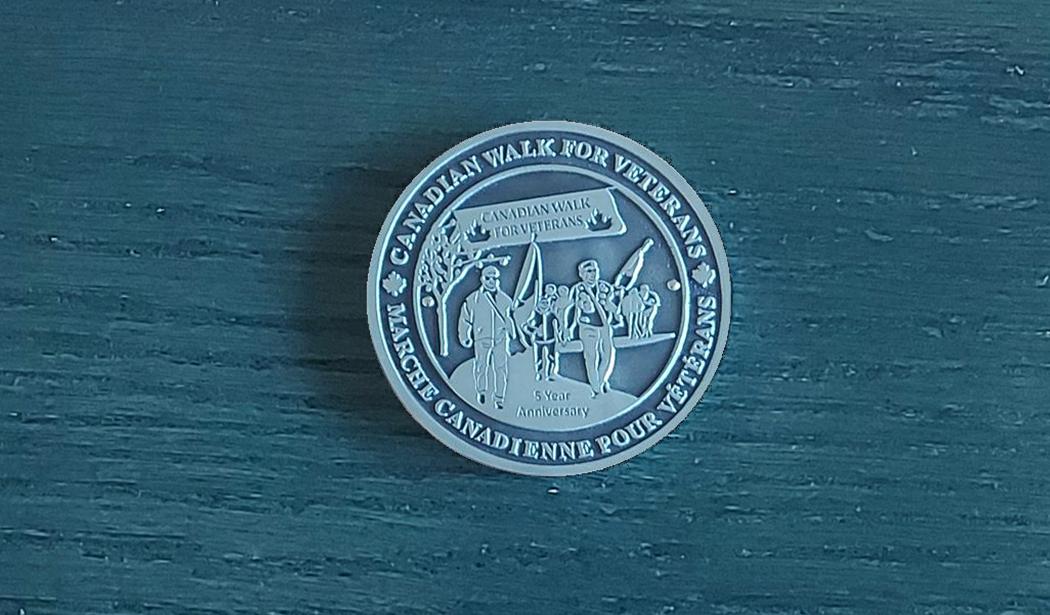 CANADIAN WALK FOR VETERANS
CANADIAN WALK
FOR VETERANS
5 Year
Anniversary
MARCHE CANADIENNE POUR VÉTÉRANS